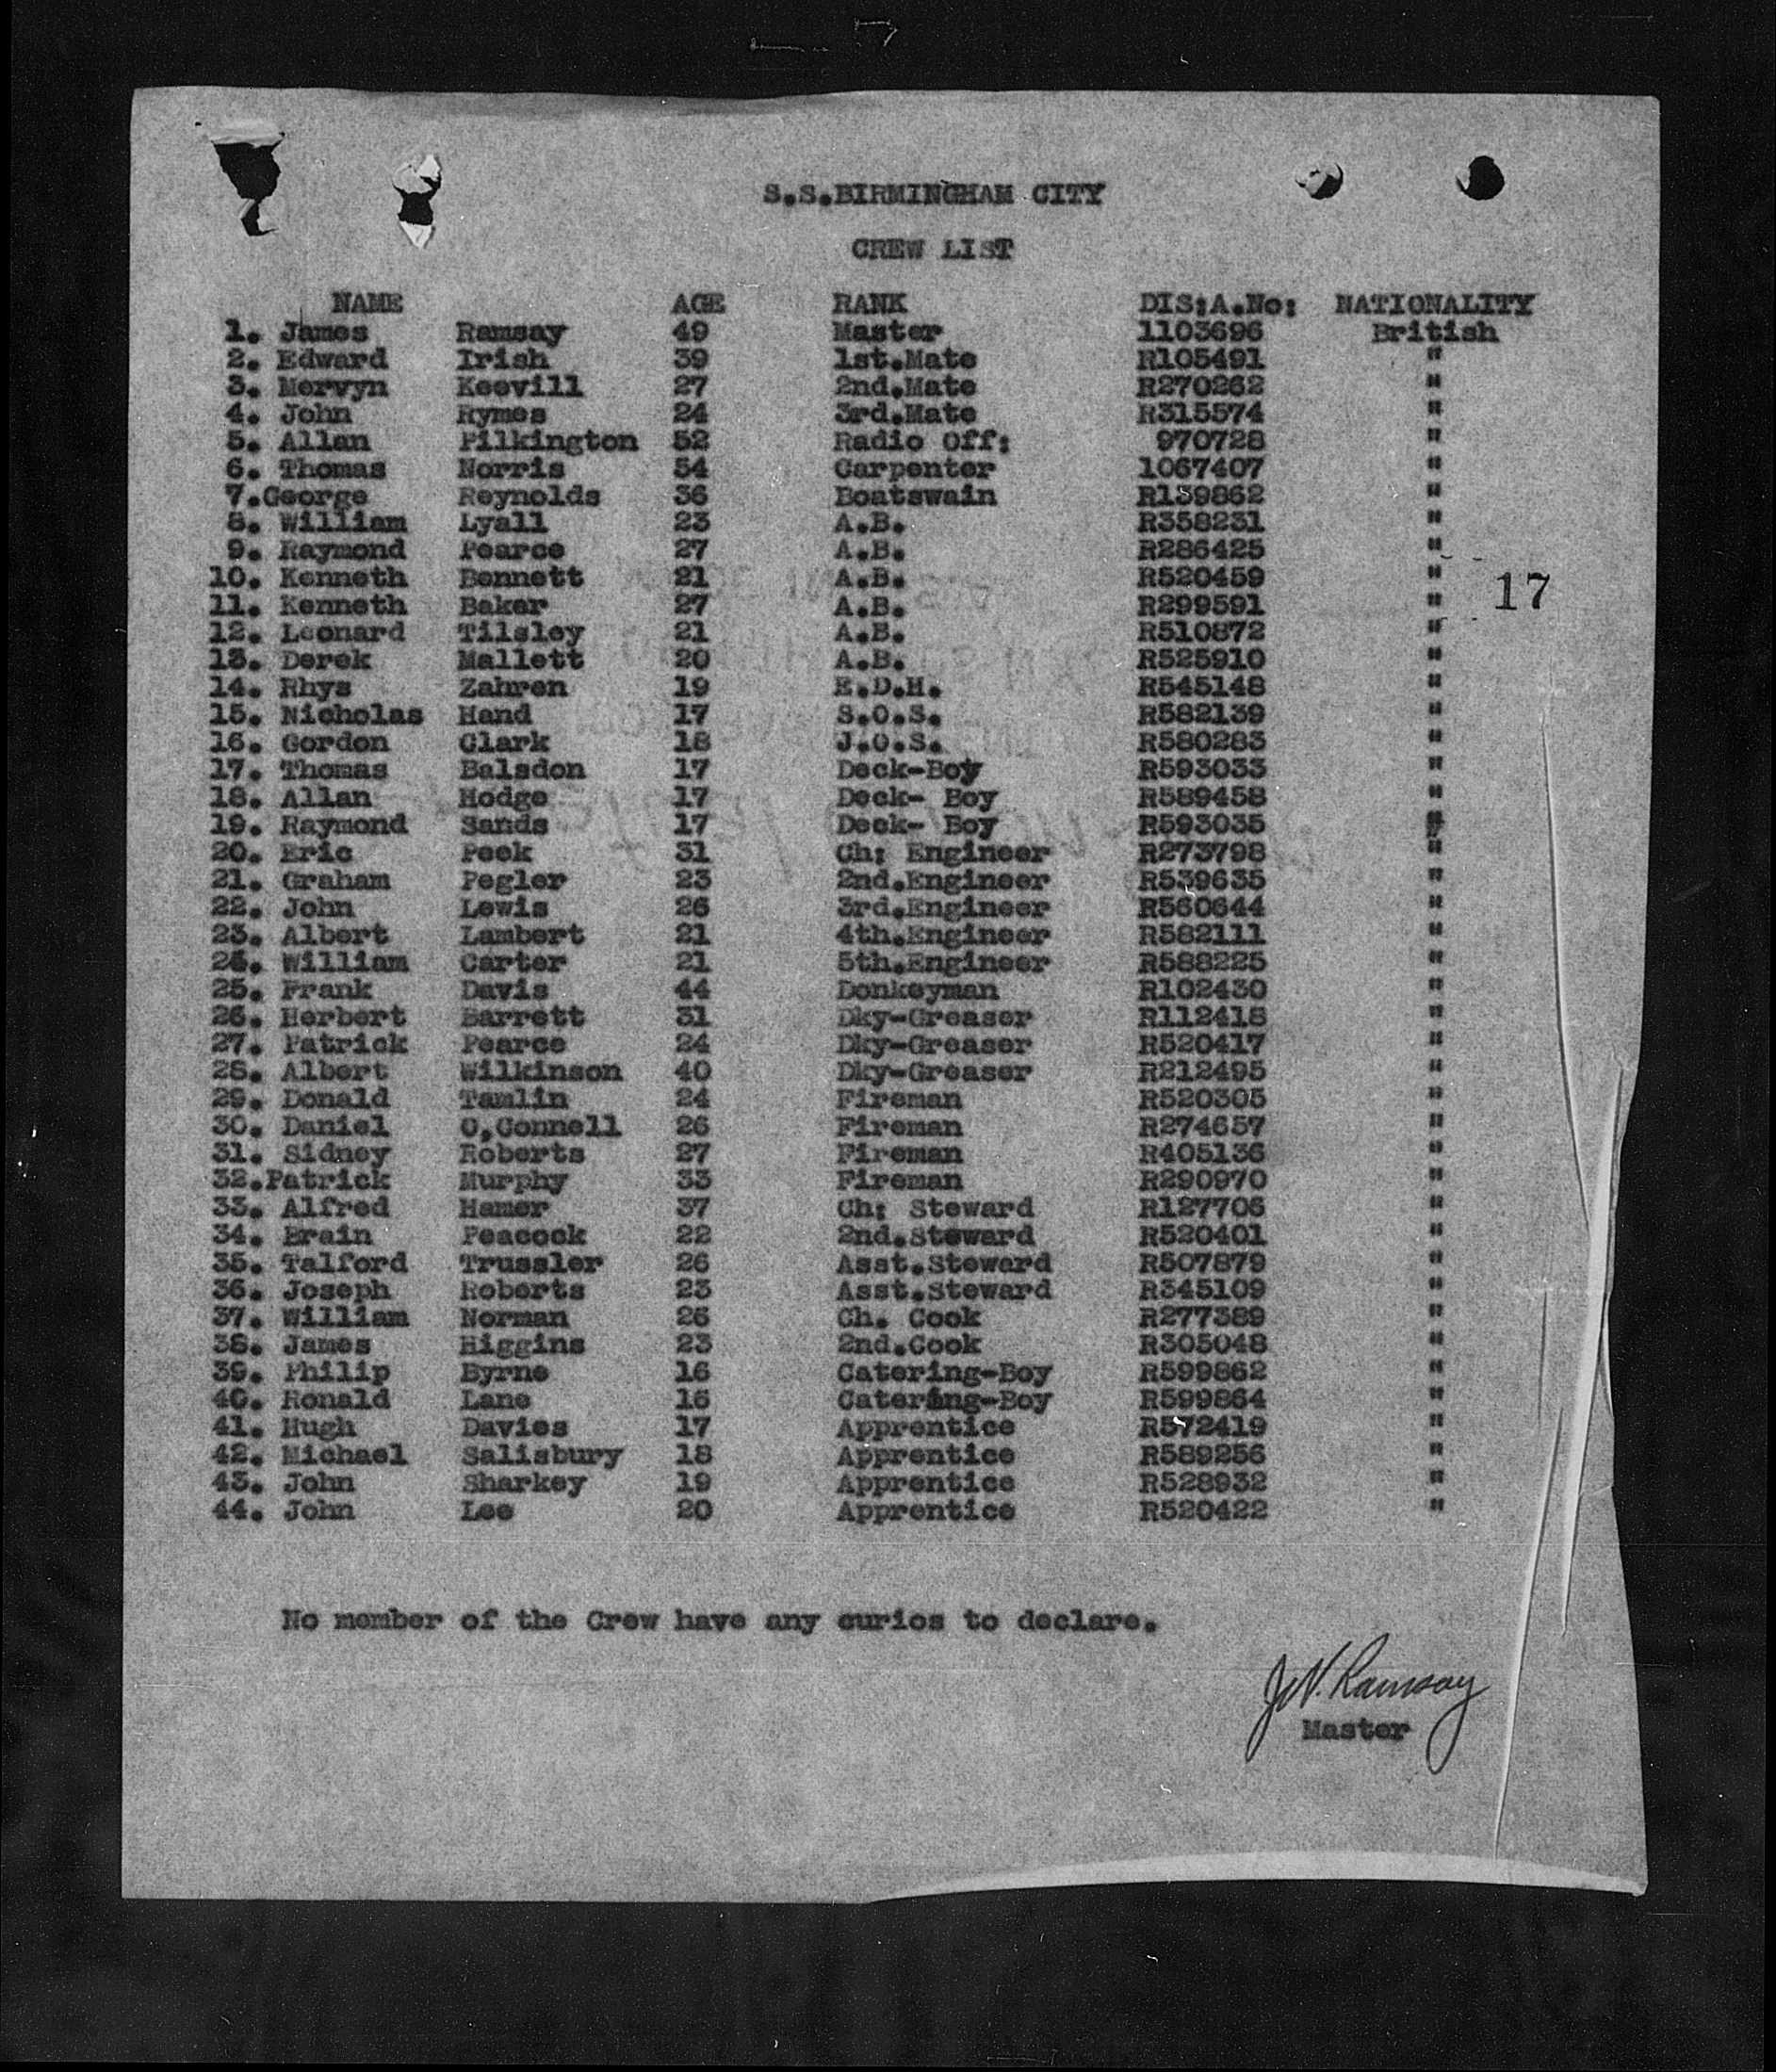 S.S.BIRMINGHAM CITY
CREW LIST
NAME AGE RANK DIS:A.No: NATIONALITY
1. James Ramsay 49 Master 1103696 British
2. Edward Irish 39 1st.Mate R105491 "
3. Mervyn Keevill 27 2nd.Mate R270262 "
4. John Rymes 24 3rd.Mate R315574 "
5. Allan Pilkington 52 Radio Off: 970728 "
6. Thomas Norris 54 Carpenter 1067407 "
7.George Reynolds 36 Boatswain R139862 "
8. William Lyall 23 A.B. R358231 "
9. Raymond Pearce 27 A.B. R286425 "
10. Kenneth Bennett 21 A.B. R520459 "
17
11. Kenneth Baker 27 A.B. R299591 "
12. Leonard Tilsley 21 A.B. R510872 "
13. Derek Mallett 20 A.B. R525910 "
14. Rhys Zahren 19 E.D.H. R545148 "
15. Nicholas Hand 17 S.O.S. R582139 "
16. Gordon Clark 18 J.O.S. R580283 "
17. Thomas Balsdon 17 Deck-Boy R593033 "
18. Allan Hodge 17 Deck- Boy R589458 "
19. Raymond Sands 17 Deck- Boy R593035 "
20. Eric Peek 31 Ch: Engineer R273798 "
21. Graham Pegler 23 2nd.Engineer R539635 "
22. John Lewis 26 3rd.Engineer R560644 "
23. Albert Lambert 21 4th.Engineer R582111 "
24. William Carter 21 5th.Engineer R588225 "
25. Frank Davis 44 Donkeyman R102430 "
26. Herbert Barrett 31 Dky-Greaser R112418 "
27. Patrick Pearce 24 Dky-Greaser R520417 "
28. Albert Wilkinson 40 Dky-Greaser R212495 "
29. Donald Tamlin 24 Fireman R520305 "
30. Daniel O,Connell 26 Fireman R274657 "
31. Sidney Roberts 27 Fireman R405136 "
32.Patrick Murphy 33 Fireman R290970 "
33. Alfred Hamer 37 Ch: Steward R127706 "
34. Brain Peacock 22 2nd.Steward R520401 "
35. Talford Trussler 26 Asst.Steward R507879 "
36. Joseph Roberts 23 Asst.Steward R345109 "
37. William Norman 26 Ch. Cook R277389 "
38. James Higgins 23 2nd.Cook R305048 "
39. Philip Byrne 16 Catering-Boy R599862 "
40. Ronald Lane 16 Catering-Boy R599864 "
41. Hugh Davies 17 Apprentice R572419 "
42. Michael Salisbury 18 Apprentice R589256 "
43. John Sharkey 19 Apprentice R528932 "
44. John Lee 20 Apprentice R520422 "
No member of the Crew have any curios to declare.
J.N. Ramsay
Master